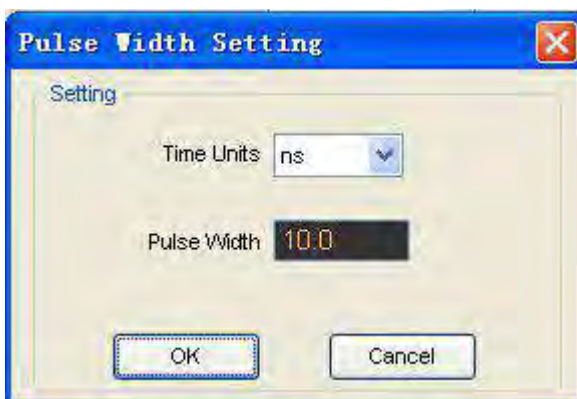 Pulse Width Setting
Setting
Time Units ns
Pulse Width 10.0
OK Cancel